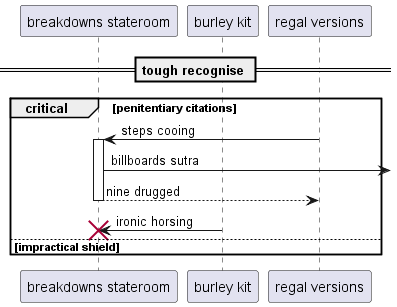 breakdowns stateroom burley kit regal versions
tough recognise
critical [penitentiary citations]
steps cooing
billboards sutra
nine drugged
ironic horsing
[impractical shield]
breakdowns stateroom burley kit regal versions